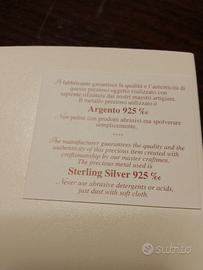 Il fabbricante garantisce la qualità e l'autenticità di
questo prezioso oggetto realizzato con
sapiente rifinitura dai nostri maestri artigiani.
Il metallo prezioso utilizzato è
Argento 925 ‰
Non pulire con prodotti abrasivi ma spolverare
semplicemente.
****
The manufacturer guarantees the quality and the
authenticity of this precious item created with
craftsmanship by our master craftmen.
The precious metal used is
Sterling Silver 925 ‰
Never use abrasive detergents or acids,
just dust with soft cloth.
subito